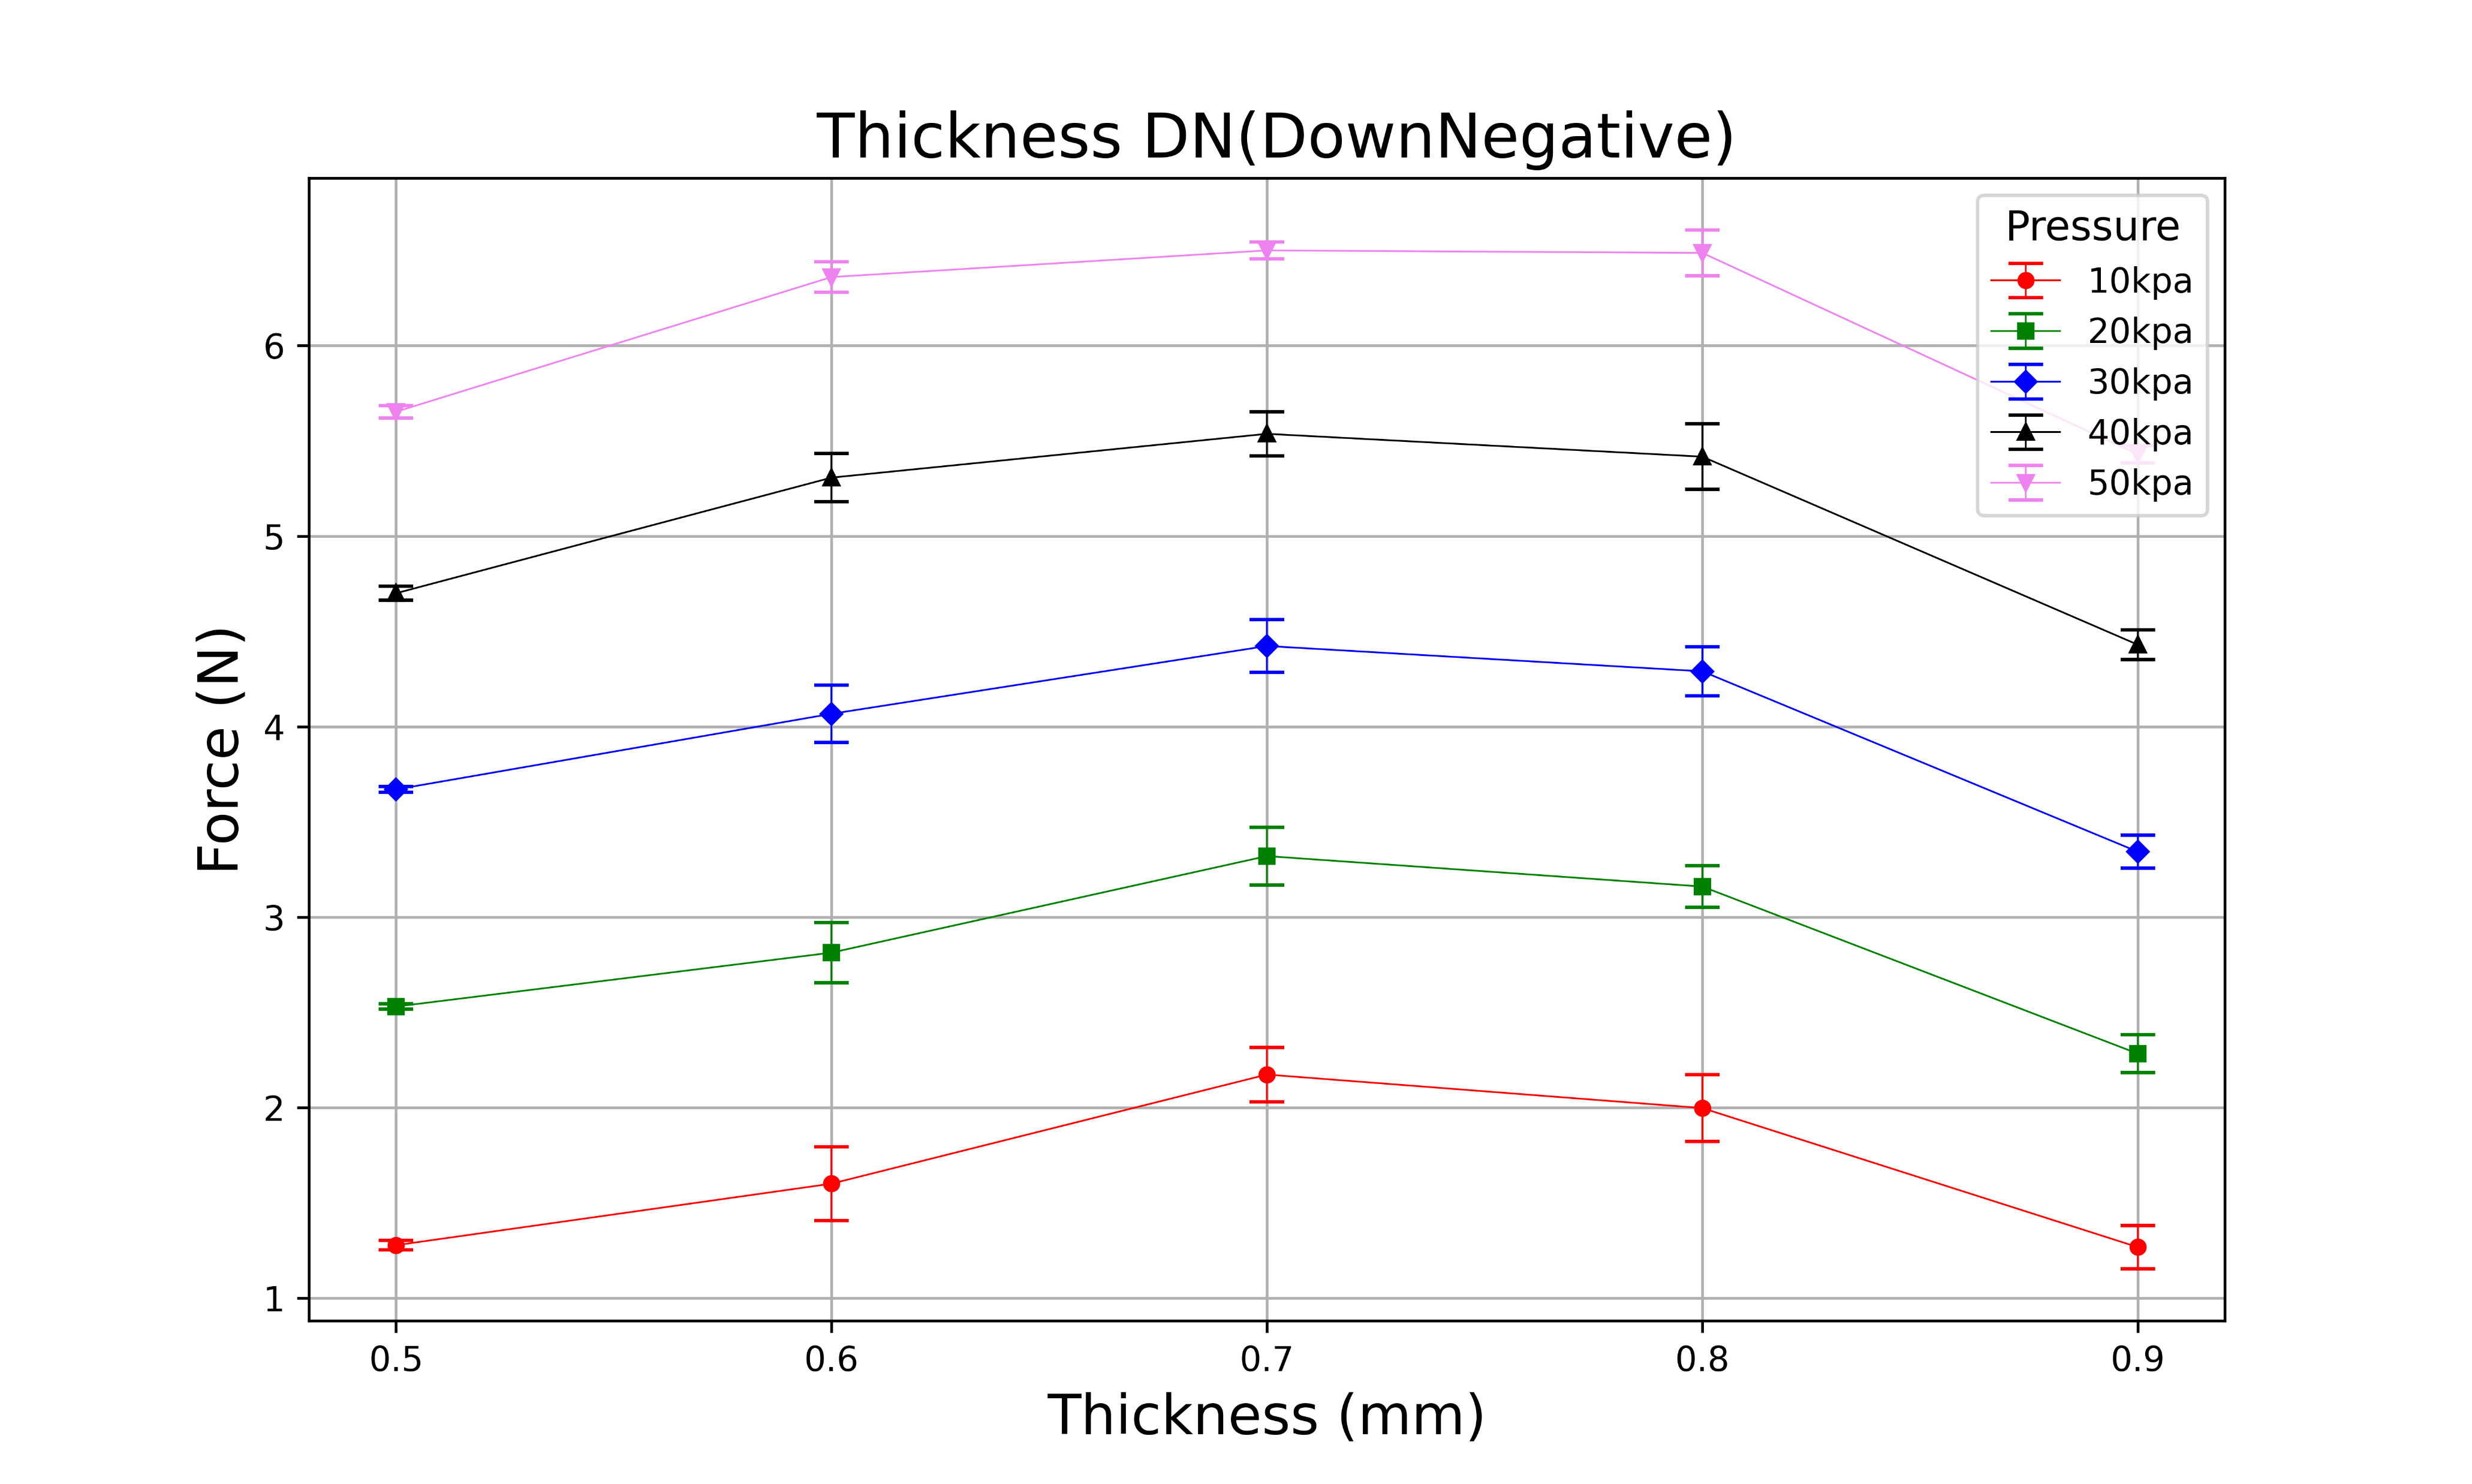 Thickness DN(DownNegative)
Pressure
10kpa
20kpa
30kpa
40kpa
50kpa
Force (N)
6
5
4
3
2
1
0.5 0.6 0.7 0.8 0.9
Thickness (mm)